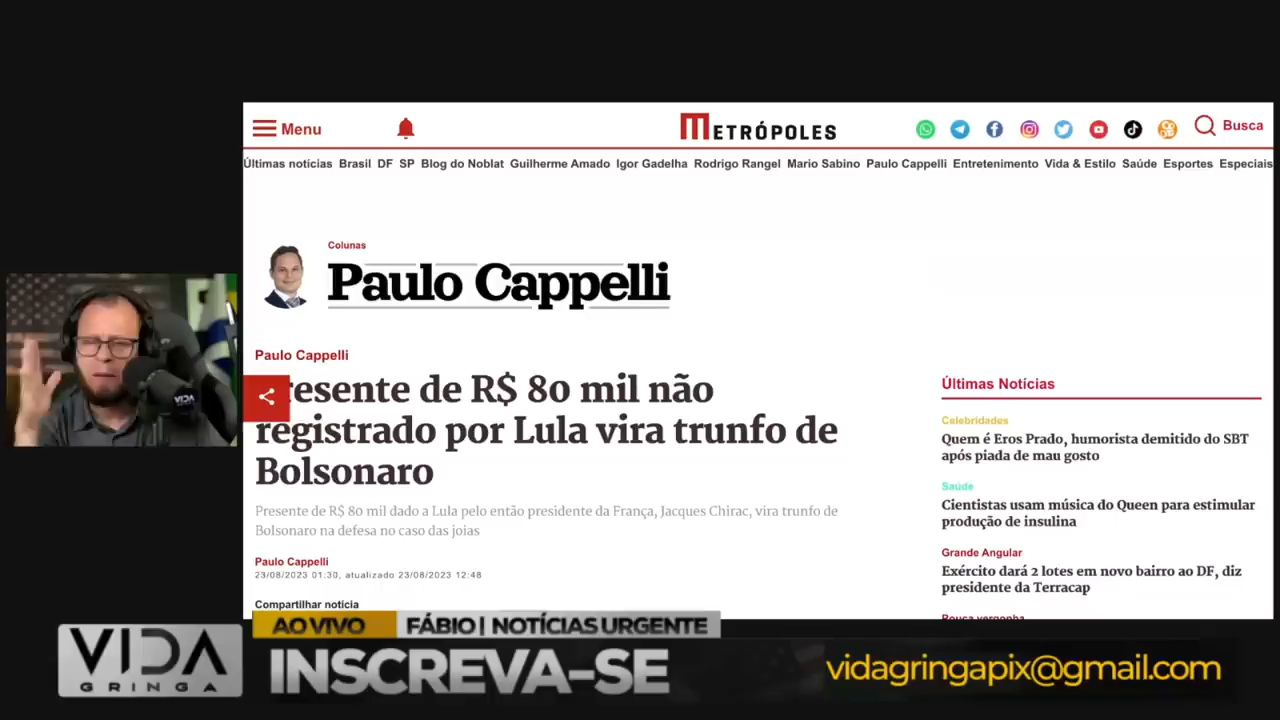 Menu
METRÓPOLES
Busca
Últimas notícias Brasil DF SP Blog do Noblat Guilherme Amado Igor Gadelha Rodrigo Rangel Mario Sabino Paulo Cappelli Entretenimento Vida & Estilo Saúde Esportes Especiais
Colunas
Paulo Cappelli
Paulo Cappelli
resente de R$ 80 mil não
registrado por Lula vira trunfo de
Bolsonaro
Presente de R$ 80 mil dado a Lula pelo então presidente da França, Jacques Chirac, vira trunfo de
Bolsonaro na defesa no caso das joias
Paulo Cappelli
23/08/2023 01:30, atualizado 23/08/2023 12:48
Compartilhar notícia
Últimas Notícias
Celebridades
Quem é Eros Prado, humorista demitido do SBT
após piada de mau gosto
Saúde
Cientistas usam música do Queen para estimular
produção de insulina
Grande Angular
Exército dará 2 lotes em novo bairro ao DF, diz
presidente da Terracap
Pouca vergonha
VIDA
AO VIVO FÁBIO | NOTÍCIAS URGENTE
VIDA
GRINGA
INSCREVA-SE
vidagringapix@gmail.com